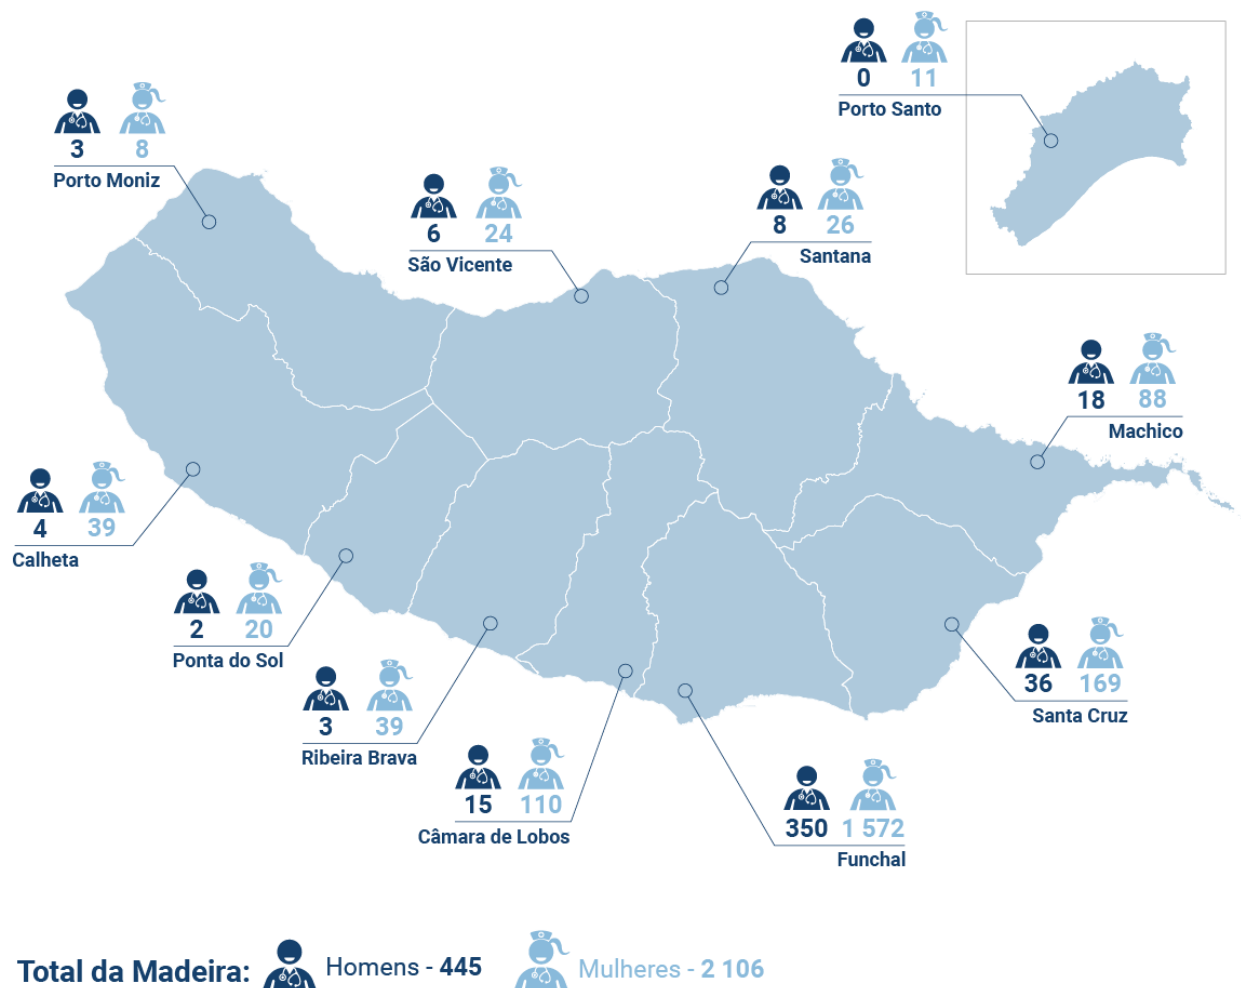 0 11
Porto Santo
3 8
Porto Moniz
6 24
São Vicente
8 26
Santana
18 88
Machico
4 39
Calheta
2 20
Ponta do Sol
3 39
Ribeira Brava
15 110
Câmara de Lobos
36 169
Santa Cruz
350 1 572
Funchal
Total da Madeira: Homens - 445 Mulheres - 2 106